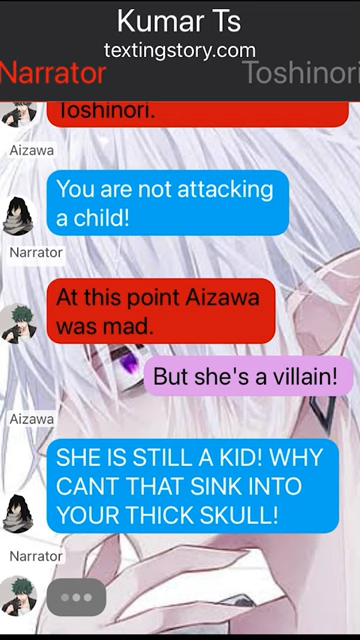 Kumar Ts
textingstory.com
Narrator Toshinori
Toshinori.
Aizawa
You are not attacking
a child!
Narrator
At this point Aizawa
was mad.
But she's a villain!
Aizawa
SHE IS STILL A KID! WHY
CANT THAT SINK INTO
YOUR THICK SKULL!
Narrator